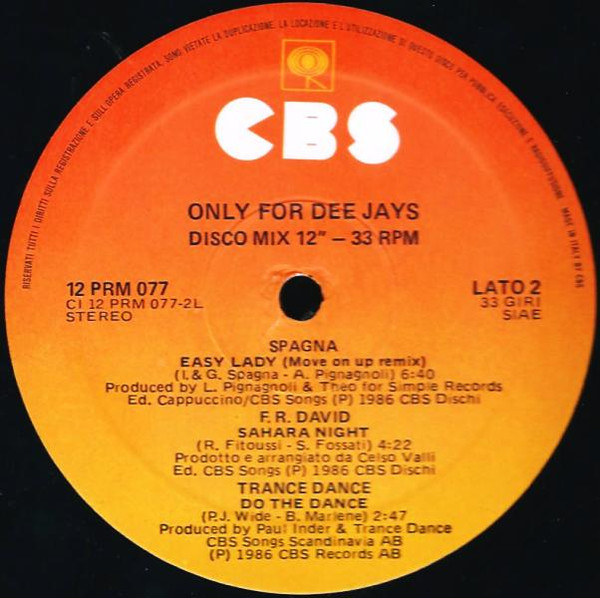 RISERVATI TUTTI I DIRITTI SULLA REGISTRAZIONE E SULL'OPERA REGISTRATA. SONO VIETATE LA DUPLICAZIONE, LA LOCAZIONE E L'UTILIZZAZIONE DI QUESTO DISCO PER PUBBLICA ESECUZIONE E RADIODIFFUSIONE. MADE IN ITALY BY CBS
CBS
ONLY FOR DEE JAYS
DISCO MIX 12" – 33 RPM
12 PRM 077 LATO 2
CI 12 PRM 077-2L 33 GIRI
STEREO SIAE
SPAGNA
EASY LADY (Move on up remix)
(I. & G. Spagna - A. Pignagnoli) 6:40
Produced by L. Pignagnoli & Theo for Simple Records
Ed. Cappuccino/CBS Songs (P) 1986 CBS Dischi
F.R. DAVID
SAHARA NIGHT
(R. Fitoussi - S. Fossati) 4:22
Prodotto e arrangiato da Celso Valli
Ed. CBS Songs (P) 1986 CBS Dischi
TRANCE DANCE
DO THE DANCE
(P.J. Wide - B. Marlene) 2:47
Produced by Paul Inder & Trance Dance
CBS Songs Scandinavia AB
(P) 1986 CBS Records AB